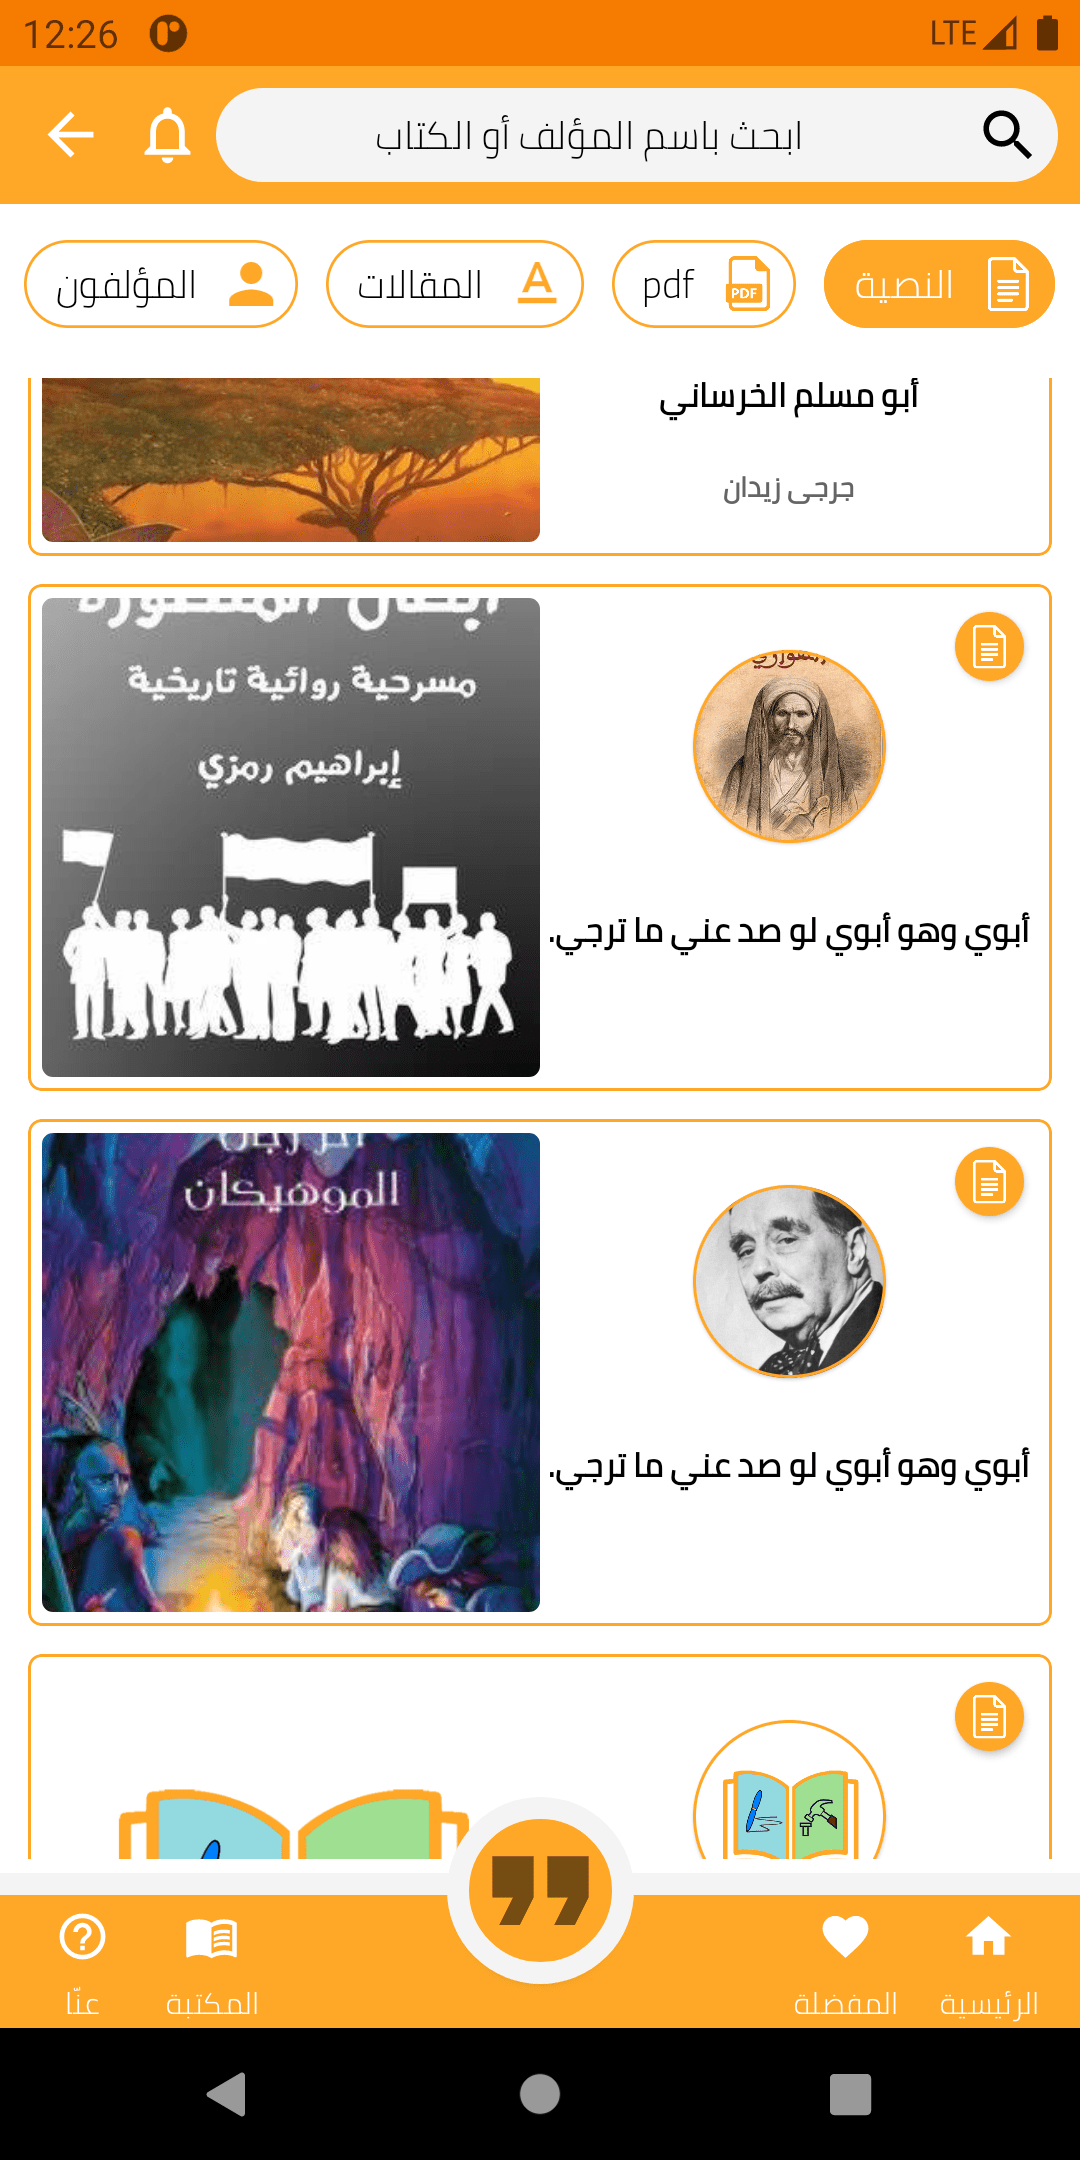 12:26
LTE
ابحث باسم المؤلف أو الكتاب
النصية
pdf
PDF
المقالات
المؤلفون
أبو مسلم الخرساني
جرجى زيدان
مسرحية روائية تاريخية
إبراهيم رمزي
أبوي وهو أبوي لو صد عني ما ترجي.
الموهيكان
أبوي وهو أبوي لو صد عني ما ترجي.
الرئيسية
المفضلة
المكتبة
عنّا